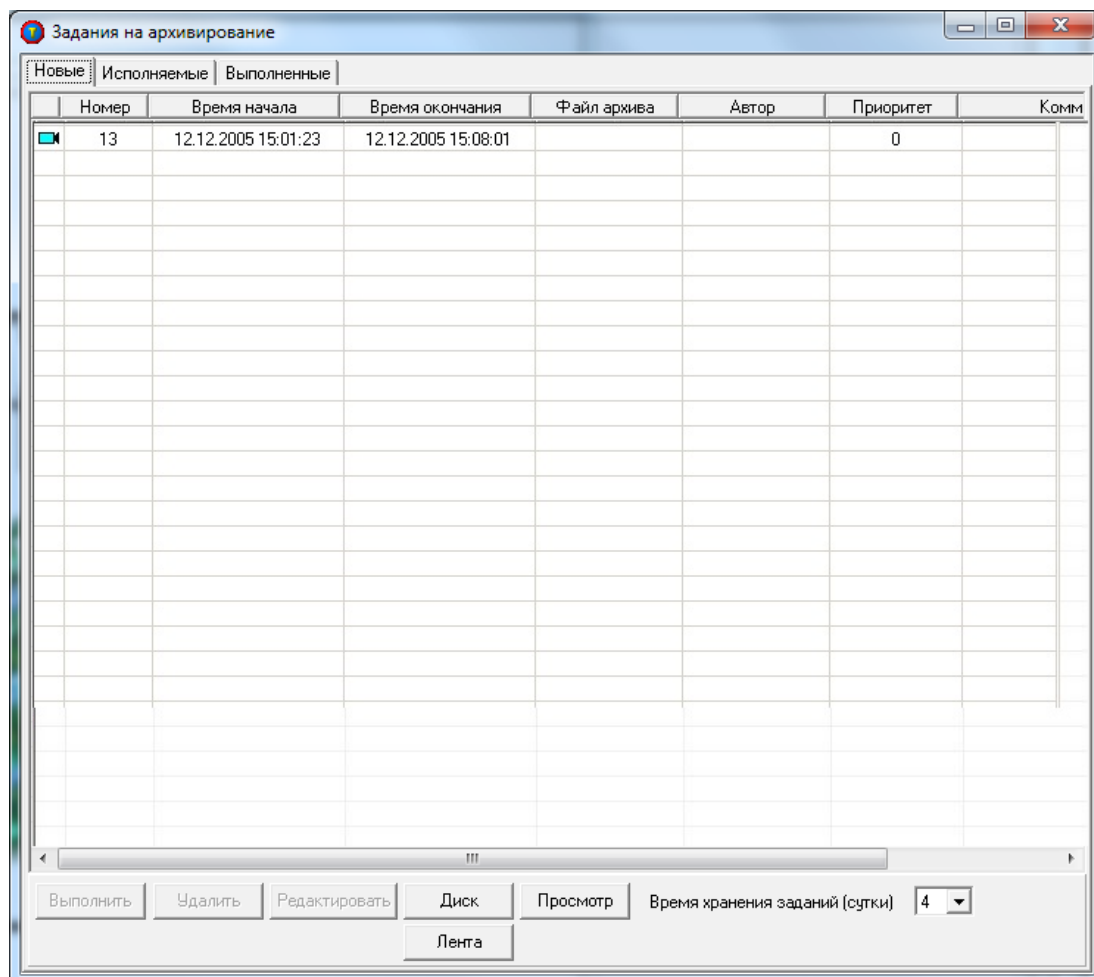 Задания на архивирование
Новые Исполняемые Выполненные
Номер Время начала Время окончания Файл архива Автор Приоритет Комм
13 12.12.2005 15:01:23 12.12.2005 15:08:01 0
Выполнить Удалить Редактировать Диск Просмотр Время хранения заданий (сутки) 4
Лента